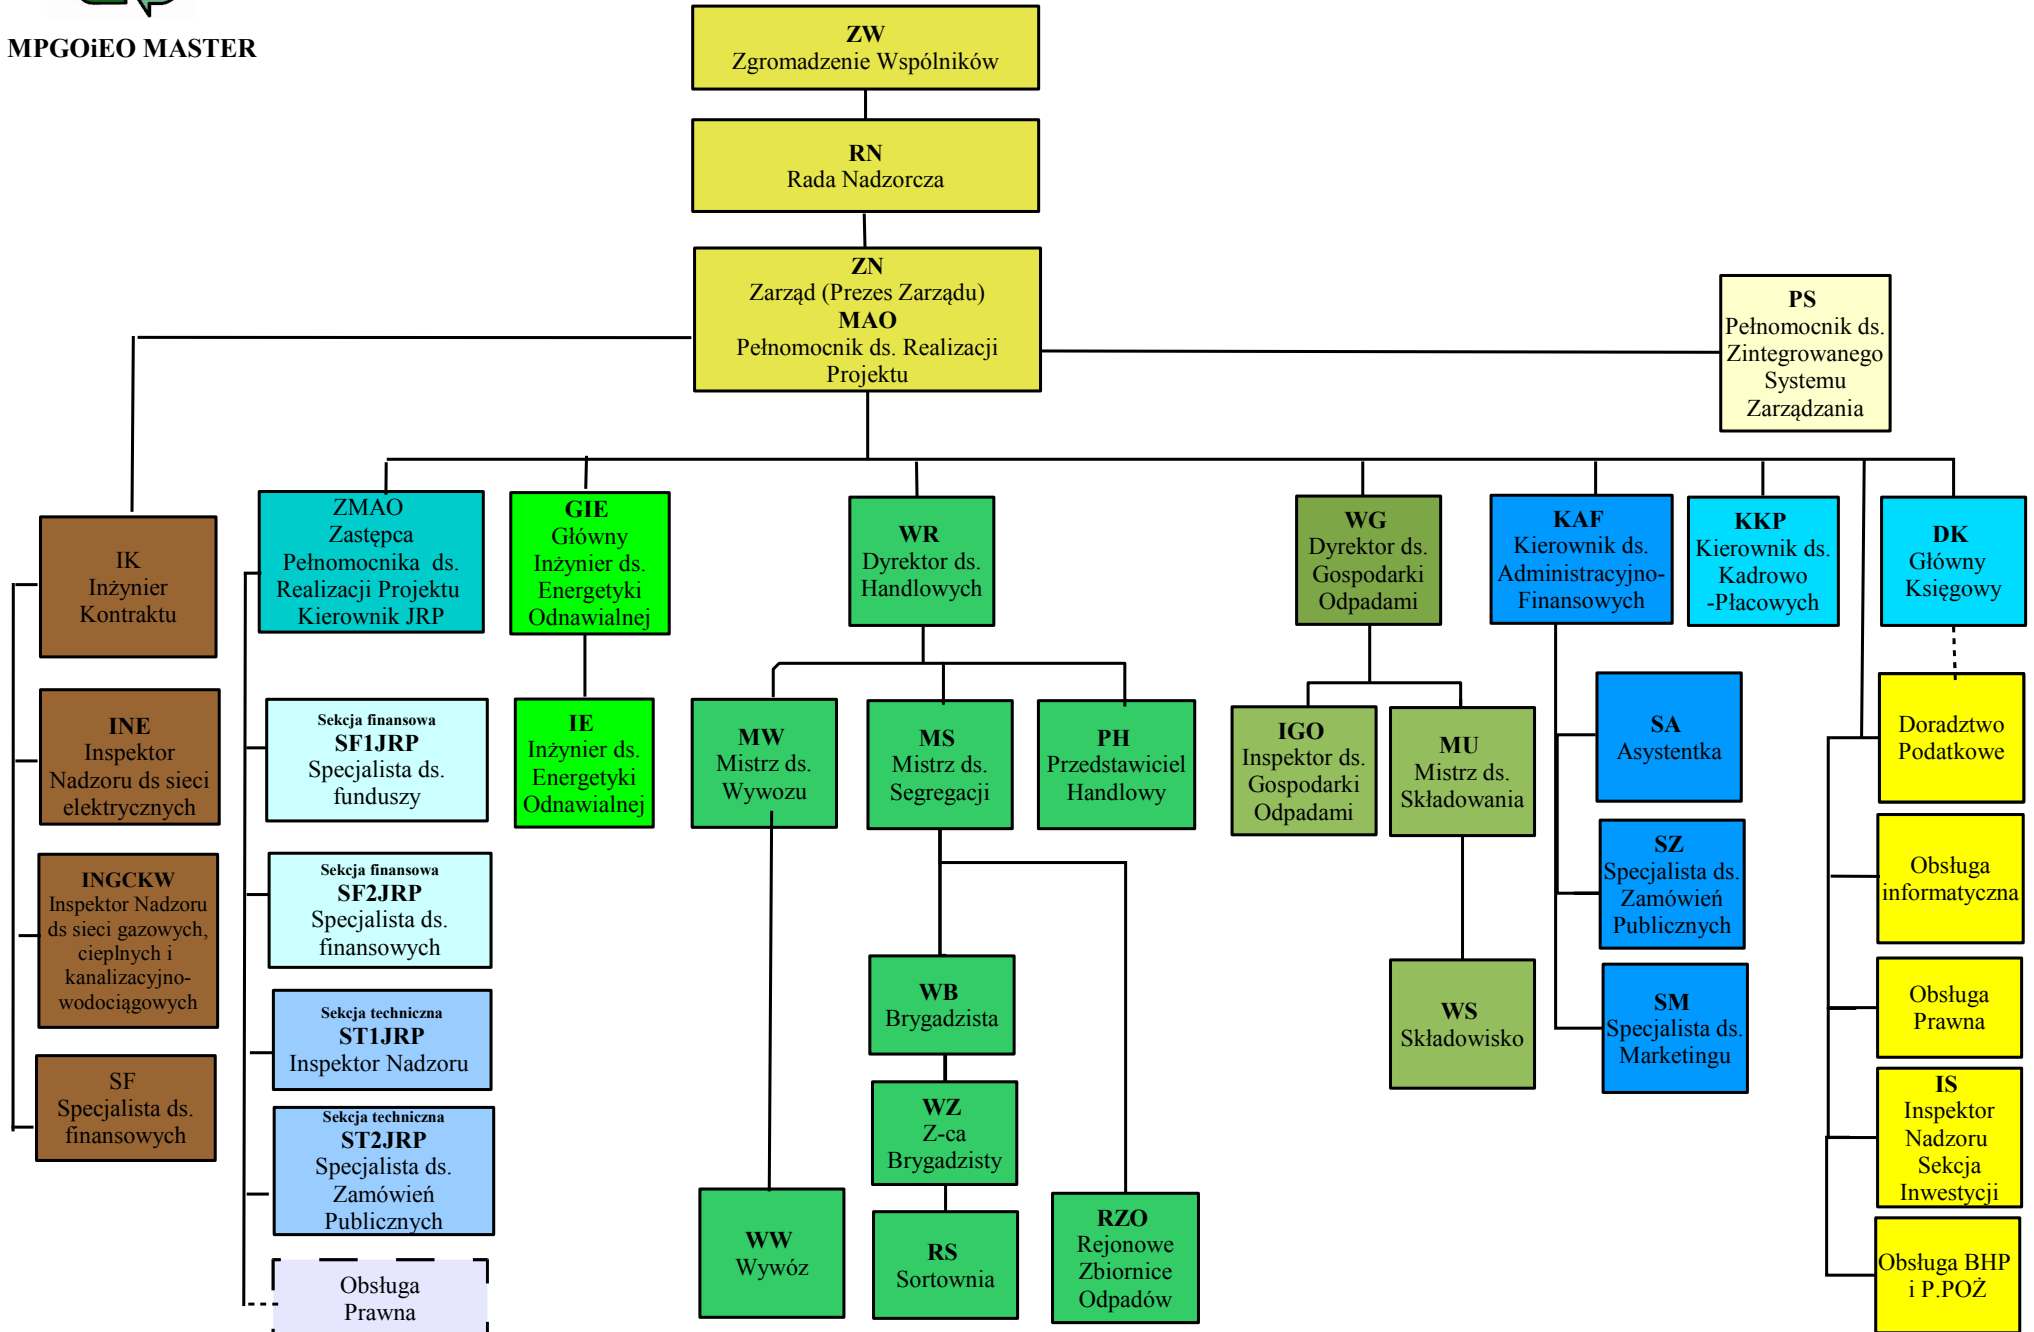 MPGOiEO MASTER
ZW
Zgromadzenie Wspólników
RN
Rada Nadzorcza
ZN
Zarząd (Prezes Zarządu)
MAO
Pełnomocnik ds. Realizacji
Projektu
PS
Pełnomocnik ds.
Zintegrowanego
Systemu
Zarządzania
IK
Inżynier
Kontraktu
INE
Inspektor
Nadzoru ds sieci
elektrycznych
INGCKW
Inspektor Nadzoru
ds sieci gazowych,
cieplnych i
kanalizacyjno-
wodociągowych
SF
Specjalista ds.
finansowych
ZMAO
Zastępca
Pełnomocnika ds.
Realizacji Projektu
Kierownik JRP
Sekcja finansowa
SF1JRP
Specjalista ds.
funduszy
Sekcja finansowa
SF2JRP
Specjalista ds.
finansowych
Sekcja techniczna
ST1JRP
Inspektor Nadzoru
Sekcja techniczna
ST2JRP
Specjalista ds.
Zamówień
Publicznych
Obsługa
Prawna
GIE
Główny
Inżynier ds.
Energetyki
Odnawialnej
IE
Inżynier ds.
Energetyki
Odnawialnej
WR
Dyrektor ds.
Handlowych
MW
Mistrz ds.
Wywozu
MS
Mistrz ds.
Segregacji
PH
Przedstawiciel
Handlowy
WB
Brygadzista
WZ
Z-ca
Brygadzisty
WW
Wywóz
RS
Sortownia
RZO
Rejonowe
Zbiornice
Odpadów
WG
Dyrektor ds.
Gospodarki
Odpadami
IGO
Inspektor ds.
Gospodarki
Odpadami
MU
Mistrz ds.
Składowania
WS
Składowisko
KAF
Kierownik ds.
Administracyjno-
Finansowych
SA
Asystentka
SZ
Specjalista ds.
Zamówień
Publicznych
SM
Specjalista ds.
Marketingu
KKP
Kierownik ds.
Kadrowo
-Płacowych
DK
Główny
Księgowy
Doradztwo
Podatkowe
Obsługa
informatyczna
Obsługa
Prawna
IS
Inspektor
Nadzoru
Sekcja
Inwestycji
Obsługa BHP
i P.POŻ